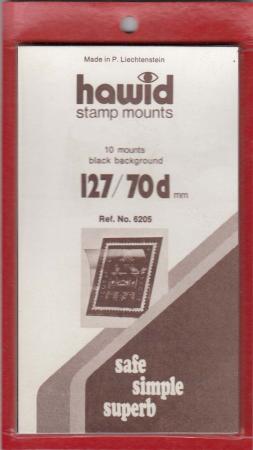 Made in P. Liechtenstein
hawid
stamp mounts
10 mounts
black background
127/70d mm
Ref. No. 6205
safe
simple
superb